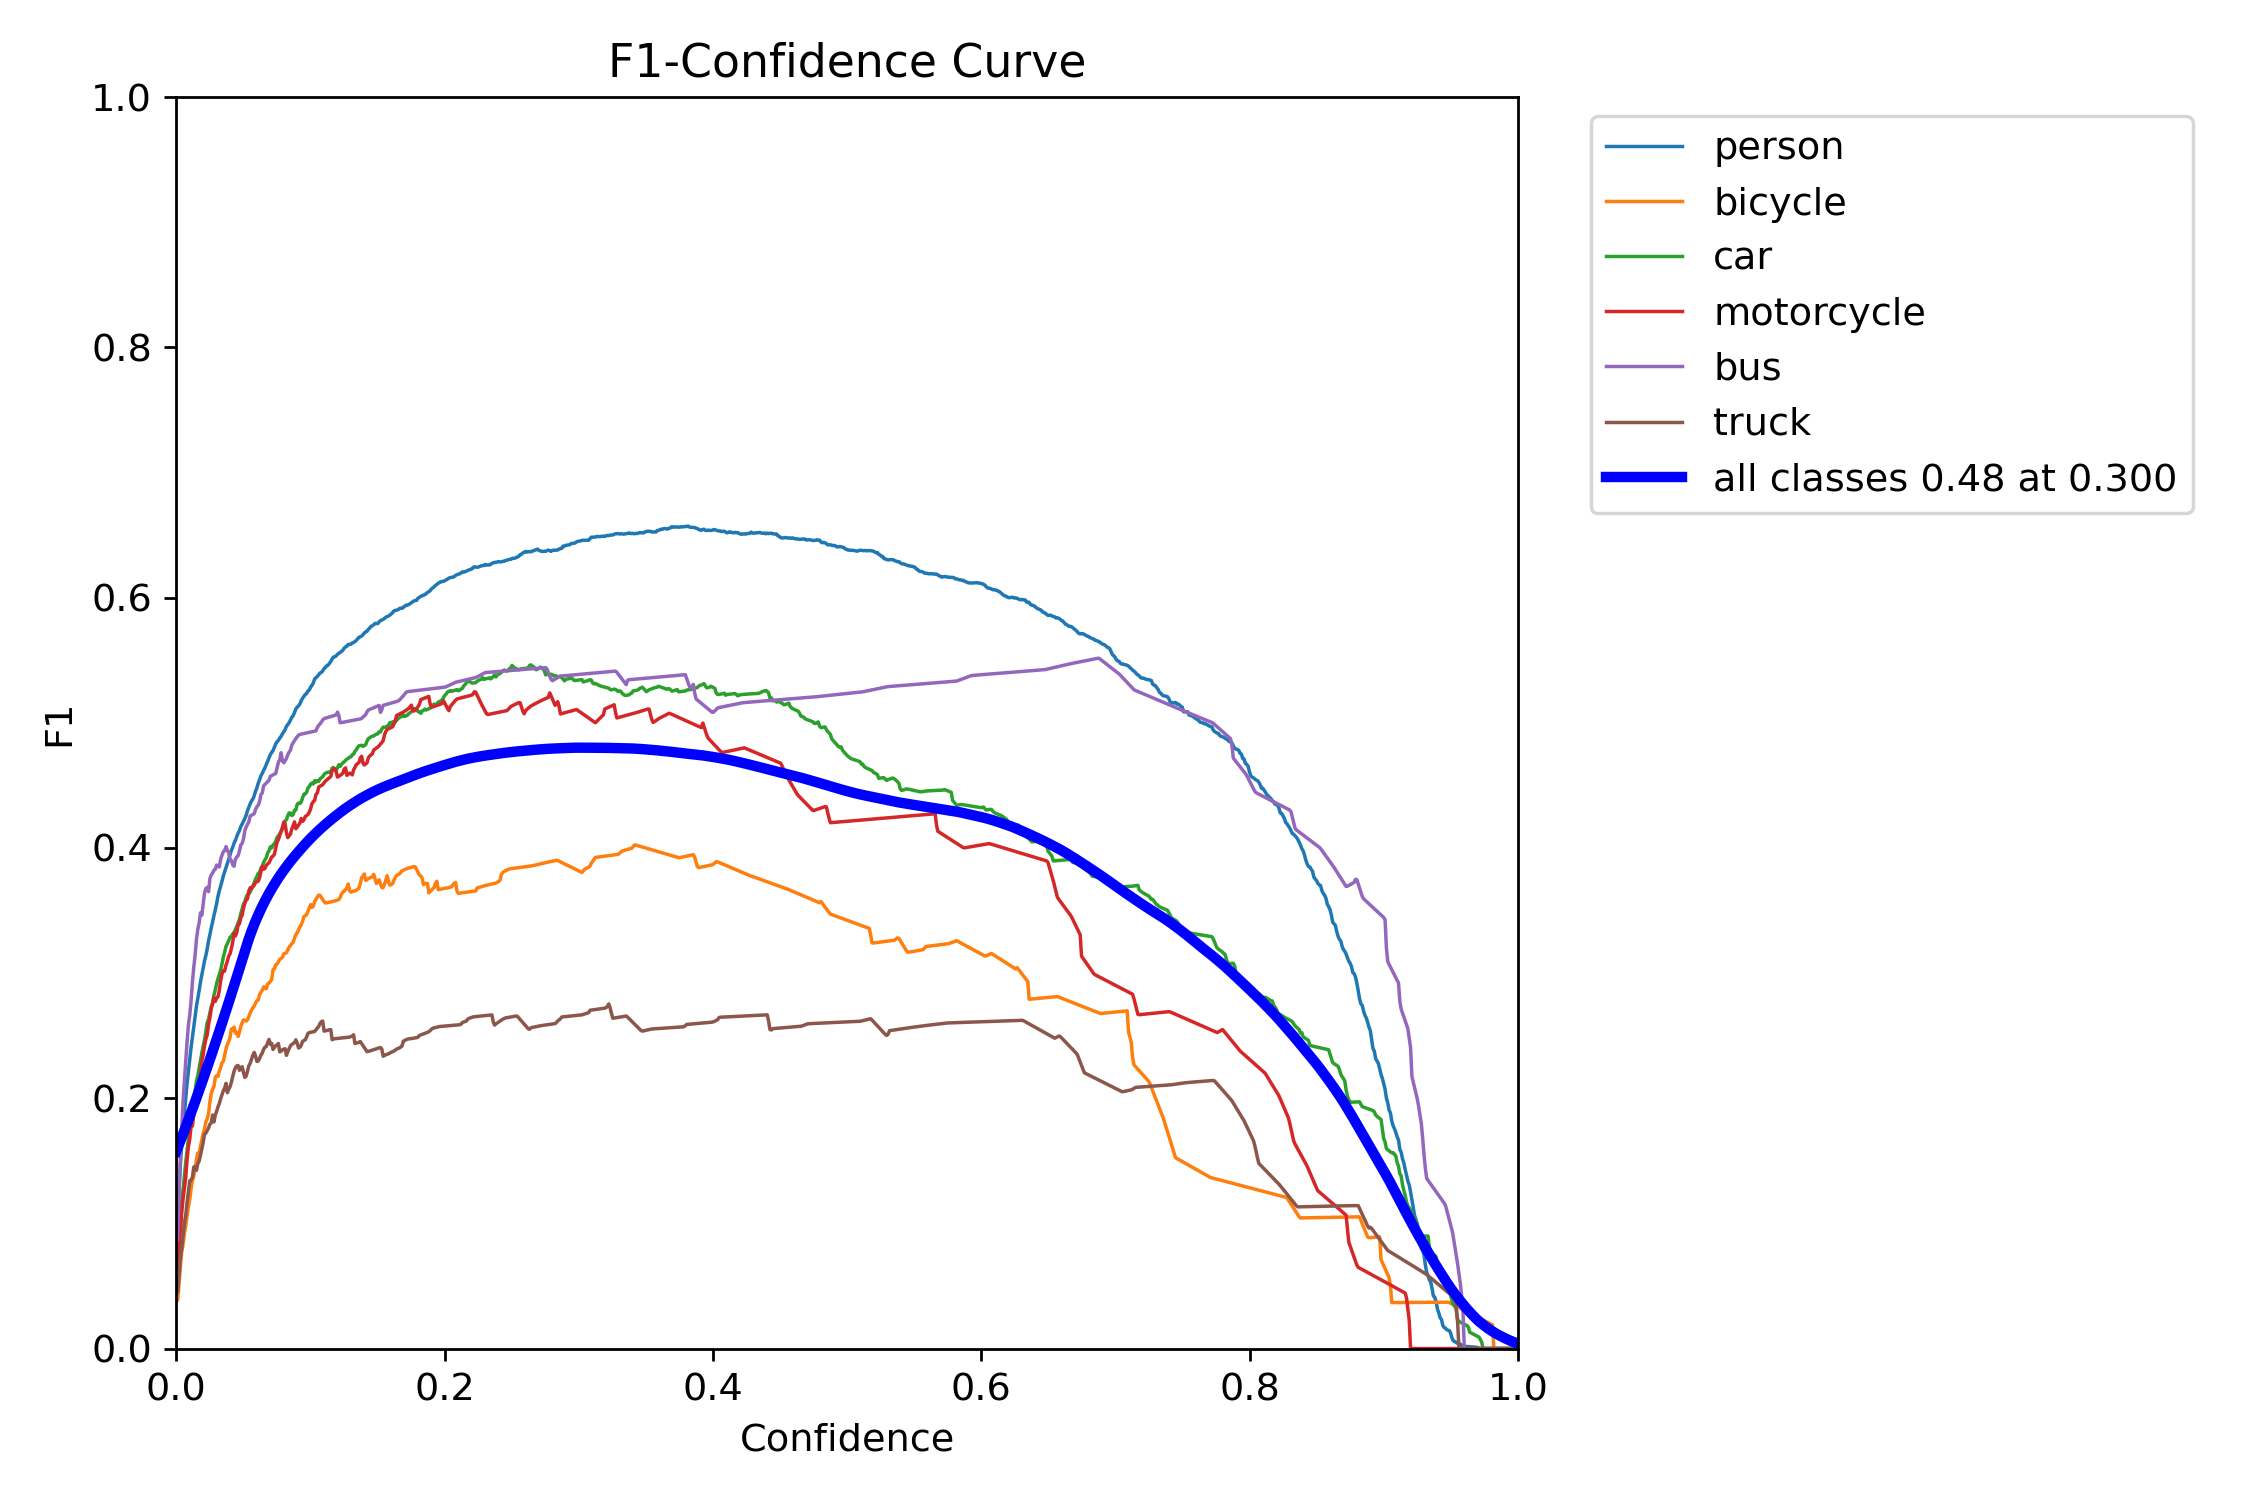 F1-Confidence Curve
1.0
0.8
0.6
0.4
0.2
0.0
F1
0.0 0.2 0.4 0.6 0.8 1.0
Confidence
person
bicycle
car
motorcycle
bus
truck
all classes 0.48 at 0.300